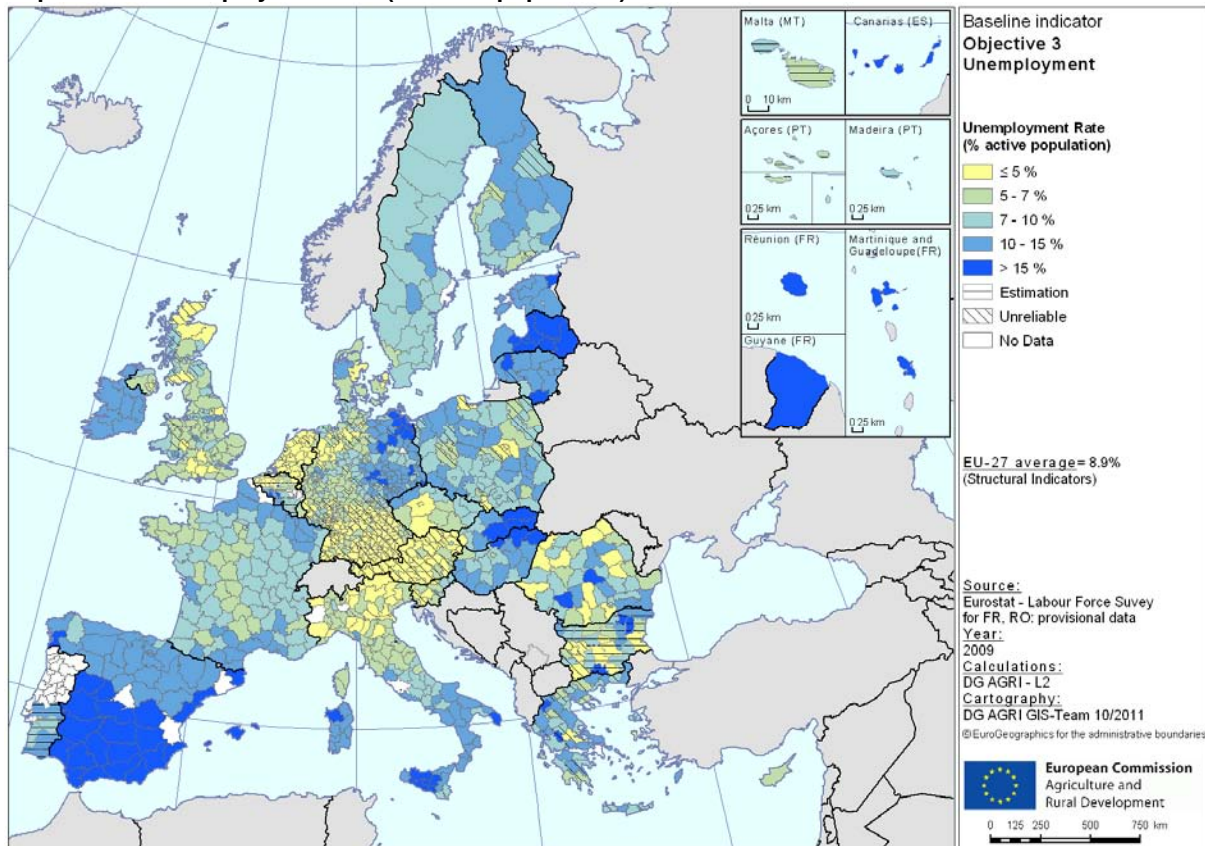 Malta (MT)
0 10 km
Canarias (ES)
Açores (PT)
0 25 km
0 25 km
Madeira (PT)
0 25 km
Réunion (FR)
0 25 km
Martinique and
Guadeloupe(FR)
Guyane (FR)
0 25 km
Baseline indicator
Objective 3
Unemployment
Unemployment Rate
(% active population)
≤ 5 %
5 - 7 %
7 - 10 %
10 - 15 %
> 15 %
Estimation
Unreliable
No Data
EU-27 average= 8.9%
(Structural Indicators)
Source:
Eurostat - Labour Force Suvey
for FR, RO: provisional data
Year:
2009
Calculations:
DG AGRI - L2
Cartography:
DG AGRI GIS-Team 10/2011
©EuroGeographics for the administrative boundaries
European Commission
Agriculture and
Rural Development
0 125 250 500 750 km